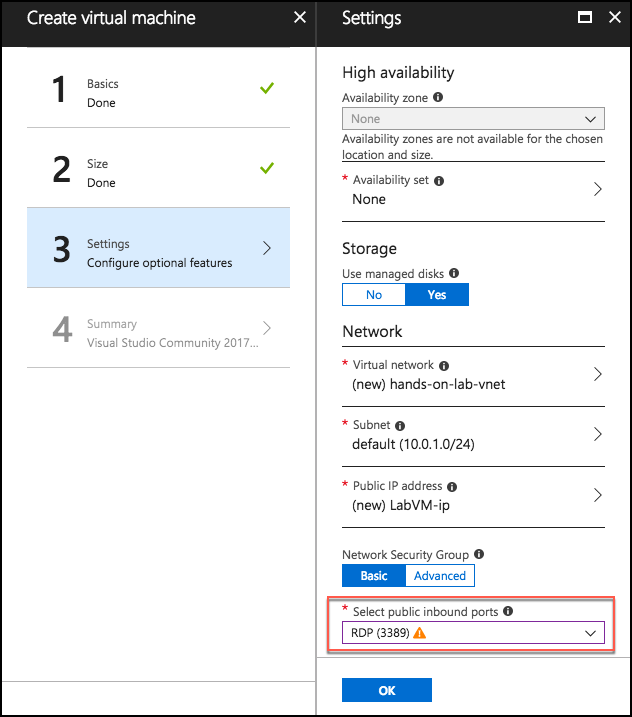 Create virtual machine
1
Basics
Done
2
Size
Done
3
Settings
Configure optional features
4
Summary
Visual Studio Community 2017...
Settings
High availability
Availability zone
None
Availability zones are not available for the chosen
location and size.
* Availability set
None
Storage
Use managed disks
No Yes
Network
* Virtual network
(new) hands-on-lab-vnet
* Subnet
default (10.0.1.0/24)
* Public IP address
(new) LabVM-ip
Network Security Group
Basic Advanced
* Select public inbound ports
RDP (3389)
OK